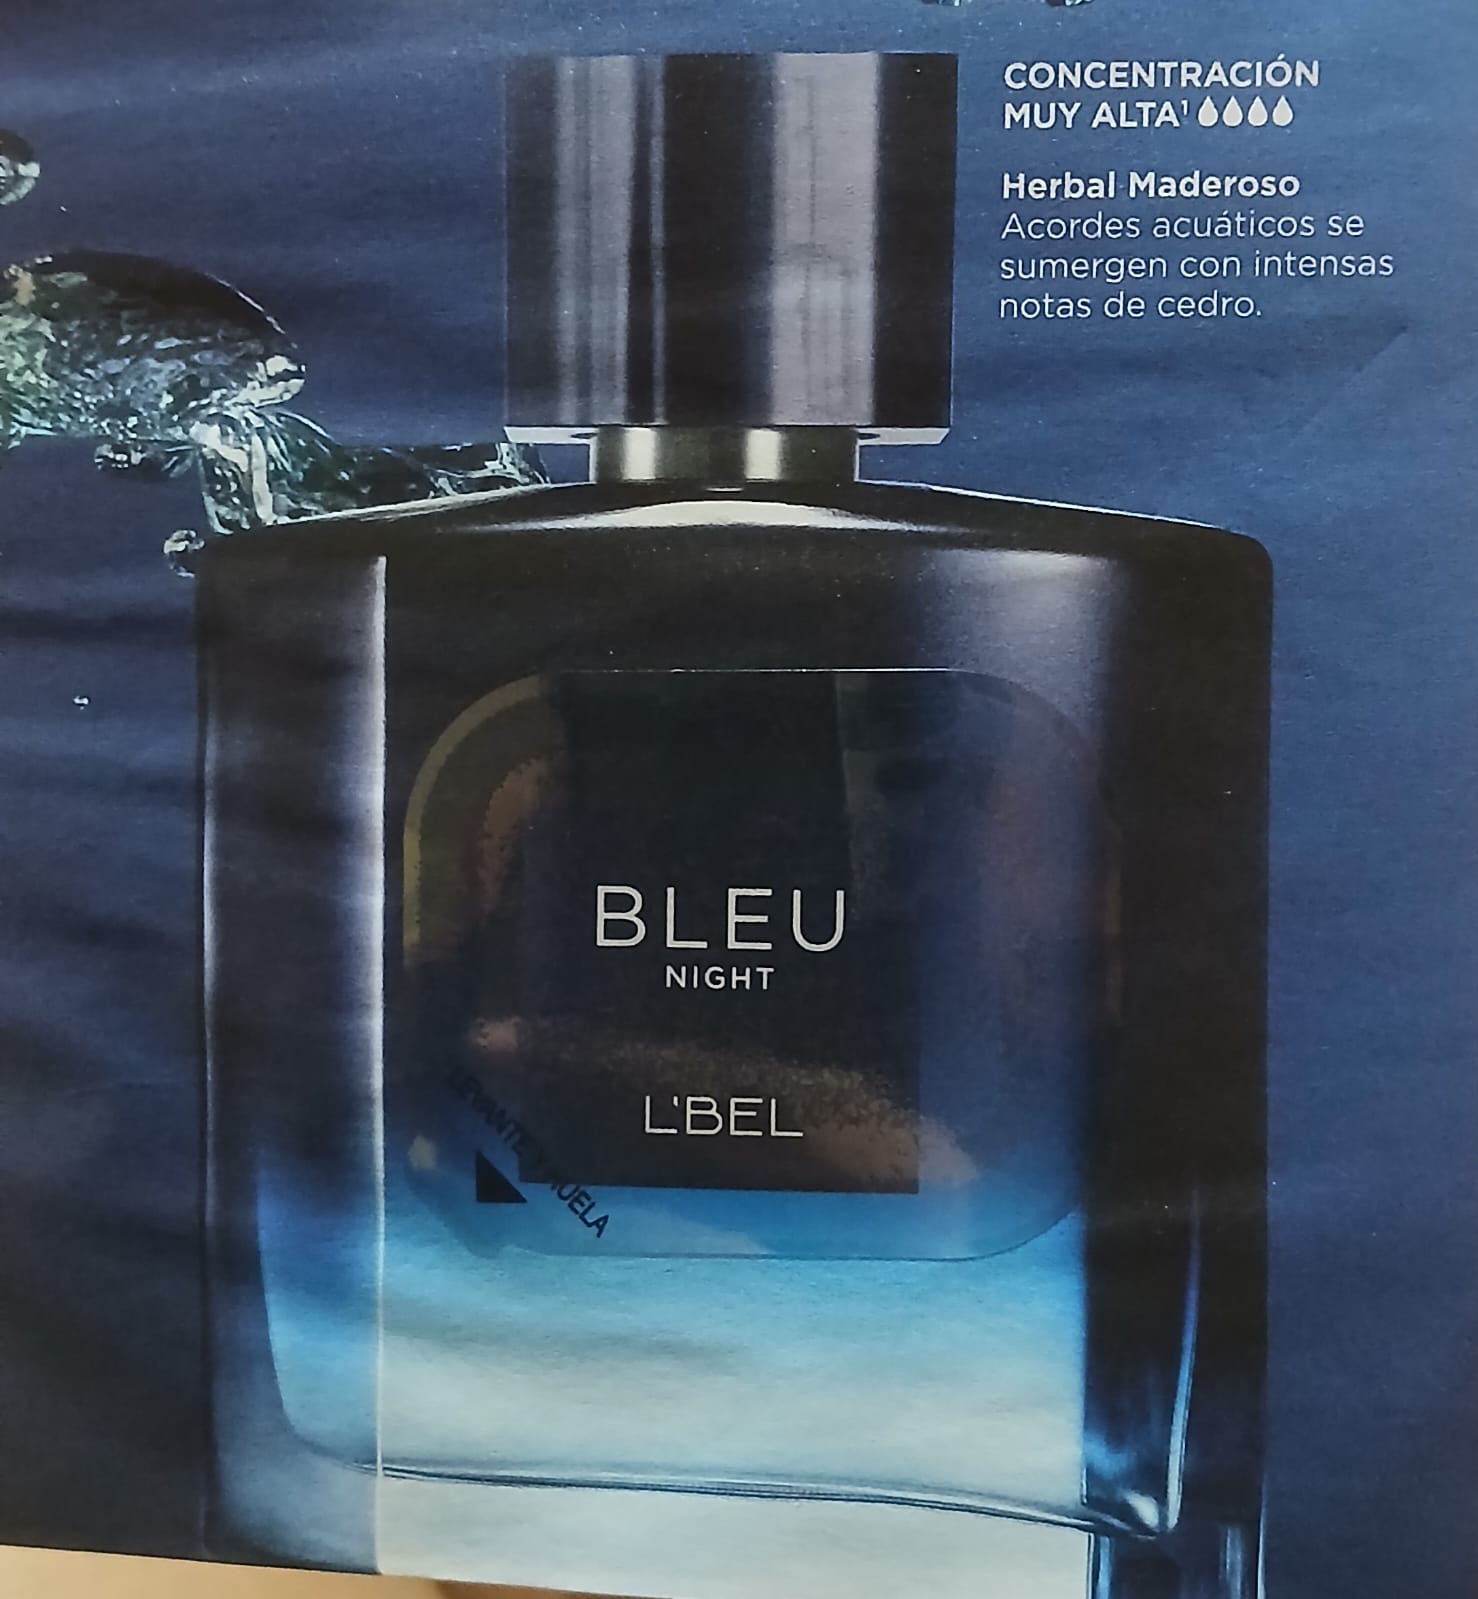 CONCENTRACIÓN
MUY ALTA¹
Herbal Maderoso
Acordes acuáticos se
sumergen con intensas
notas de cedro.
BLEU
NIGHT
L'BEL